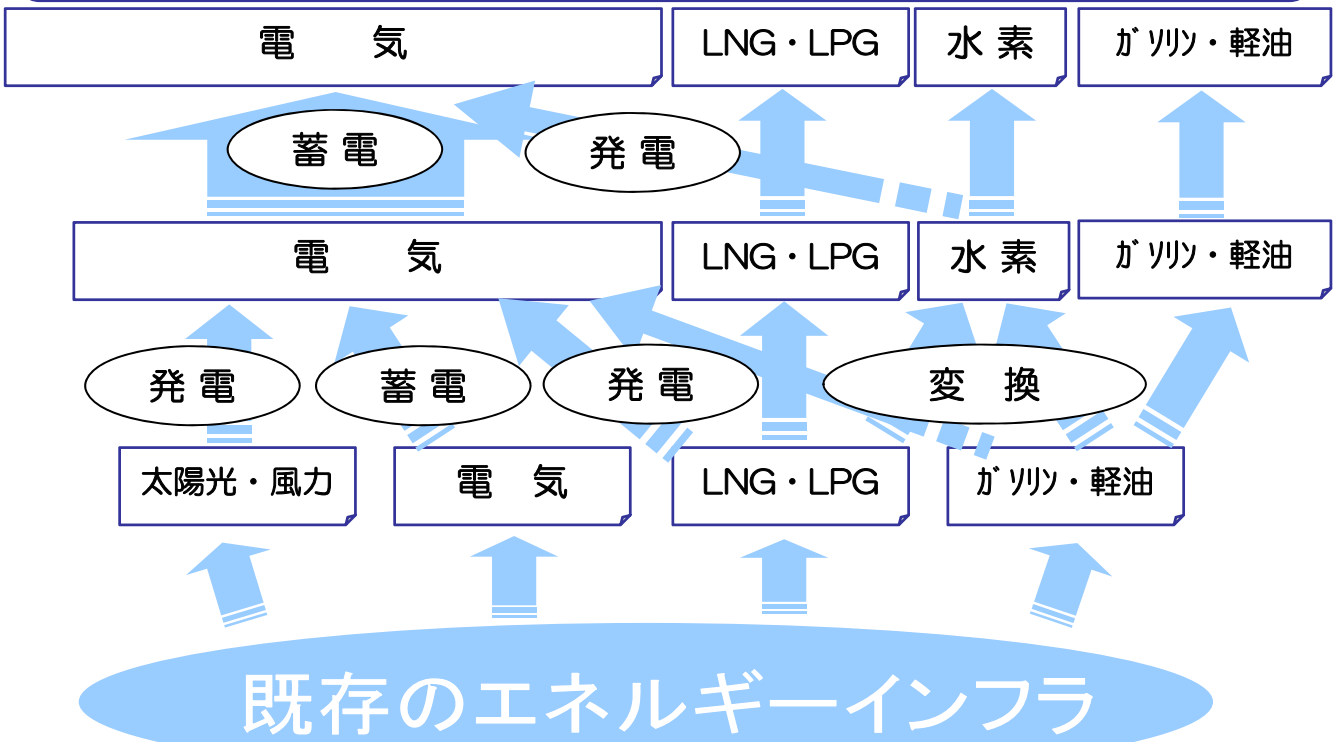 電 気 LNG・LPG 水 素 ガソリン・軽油
蓄 電 発 電
電 気 LNG・LPG 水 素 ガソリン・軽油
発 電 蓄 電 発 電 変 換
太陽光・風力 電 気 LNG・LPG ガソリン・軽油
既存のエネルギーインフラ